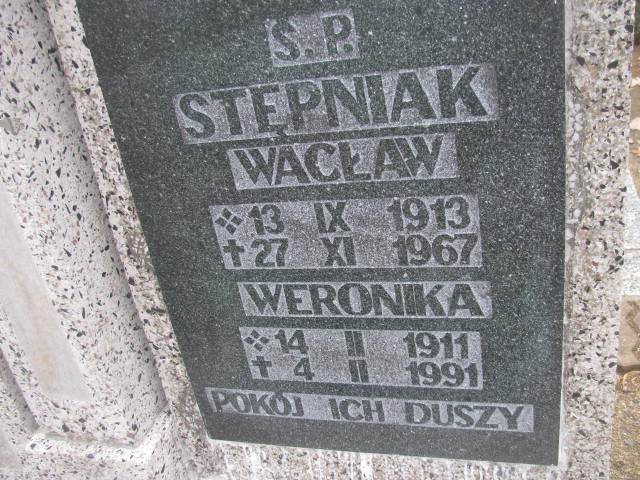 Ś. P.
STĘPNIAK
WACŁAW
✣ 13 IX 1913
✝ 27 XI 1967
WERONIKA
✣ 14 II 1911
✝ 4 II 1991
POKÓJ ICH DUSZY